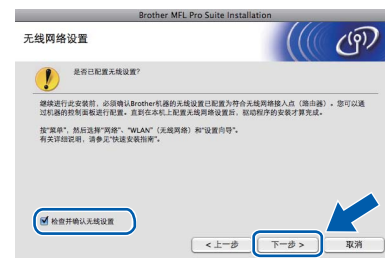 Brother MFL Pro Suite Installation
无线网络设置
是否已配置无线设置?
继续进行此安装前，必须确认Brother机器的无线设置已配置为符合无线网络接入点（路由器）。您可以通
过机器的控制面板进行配置。直到在本机上配置无线网络设置后，驱动程序的安装才算完成。
按“菜单”，然后选择“网络”、“WLAN”（无线网络）和“设置向导”。
有关详细说明，请参见“快速安装指南”。
检查并确认无线设置
< 上一步
下一步 >
取消